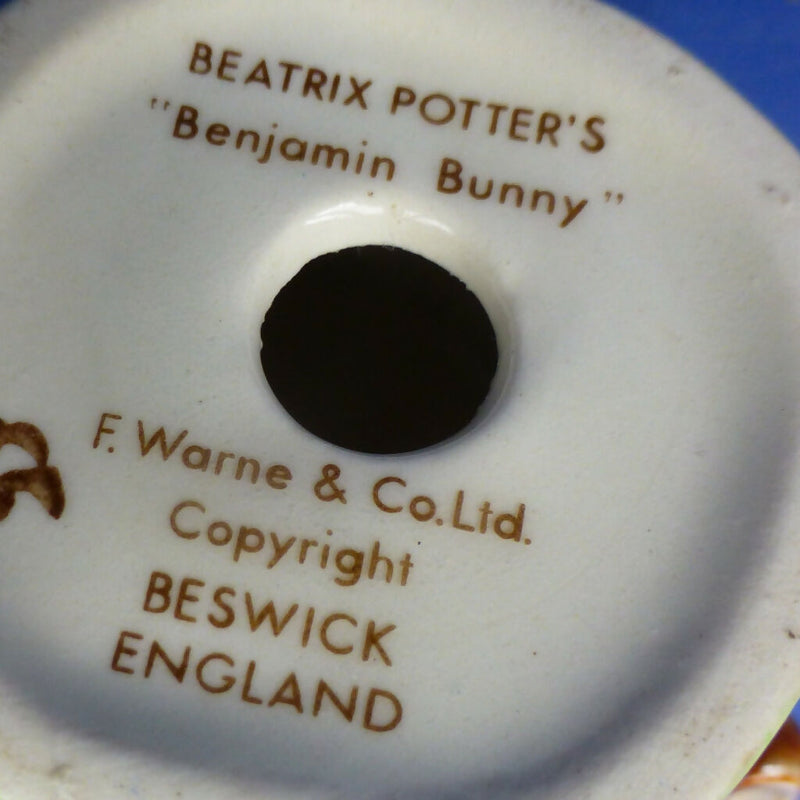 BEATRIX POTTER'S
"Benjamin Bunny"
F. Warne & Co. Ltd.
Copyright
BESWICK
ENGLAND